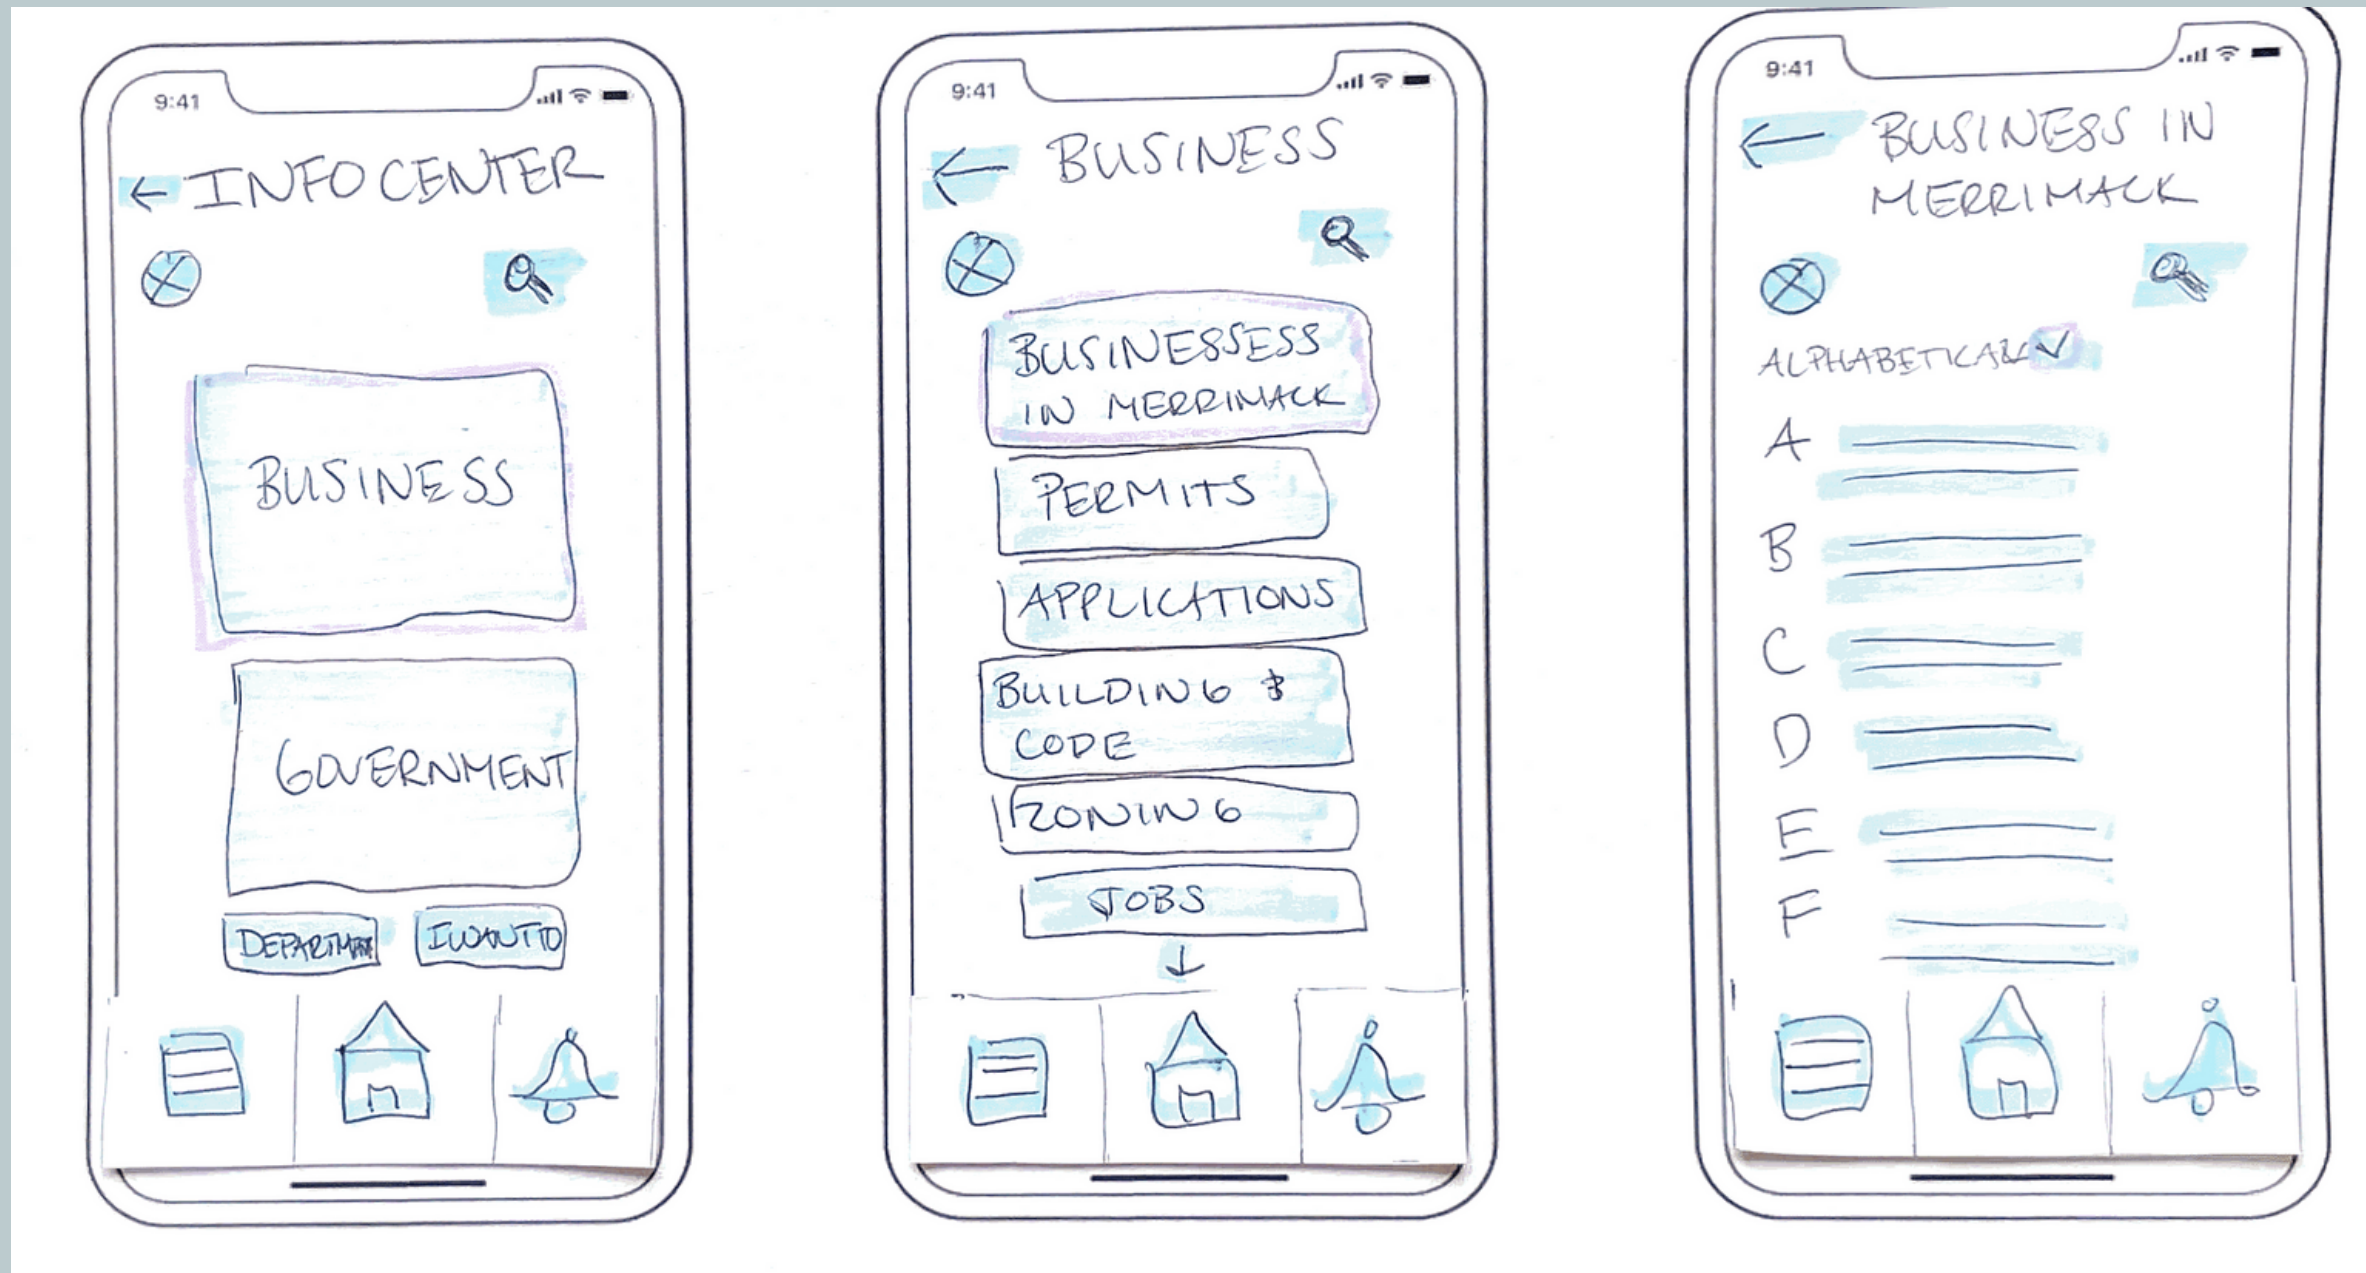 9:41
INFO CENTER
BUSINESS
GOVERNMENT
I WANT TO
9:41
BUSINESS
BUSINESSESS
IN MERRIMACK
PERMITS
APPLICATIONS
BUILDING &
CODE
ZONING
JOBS
9:41
BUSINESS IN
MERRIMACK
ALPHABETICAL
A
B
C
D
E
F